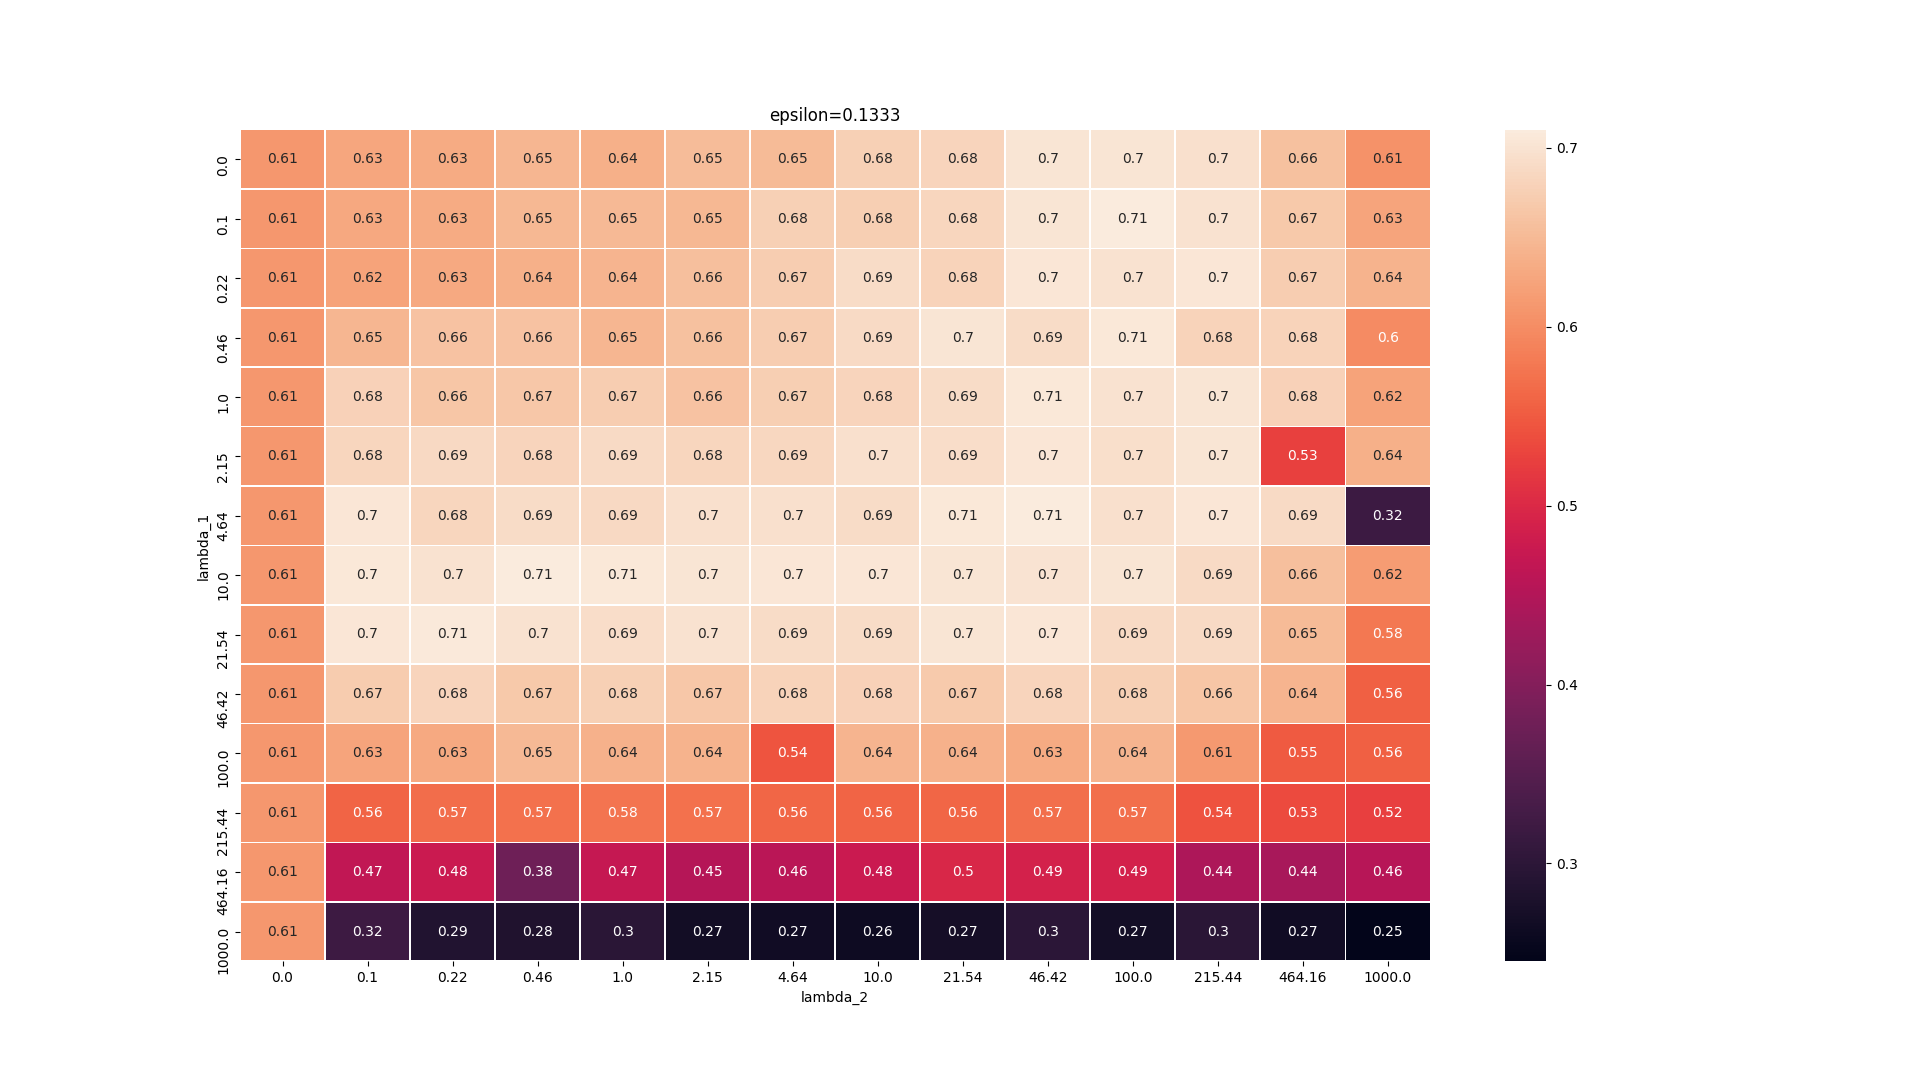 epsilon=0.1333
0.0 0.61 0.63 0.63 0.65 0.64 0.65 0.65 0.68 0.68 0.7 0.7 0.7 0.66 0.61
0.1 0.61 0.63 0.63 0.65 0.65 0.65 0.68 0.68 0.68 0.7 0.71 0.7 0.67 0.63
0.22 0.61 0.62 0.63 0.64 0.64 0.66 0.67 0.69 0.68 0.7 0.7 0.7 0.67 0.64
0.46 0.61 0.65 0.66 0.66 0.65 0.66 0.67 0.69 0.7 0.69 0.71 0.68 0.68 0.6
1.0 0.61 0.68 0.66 0.67 0.67 0.66 0.67 0.68 0.69 0.71 0.7 0.7 0.68 0.62
2.15 0.61 0.68 0.69 0.68 0.69 0.68 0.69 0.7 0.69 0.7 0.7 0.7 0.53 0.64
4.64 0.61 0.7 0.68 0.69 0.69 0.7 0.7 0.69 0.71 0.71 0.7 0.7 0.69 0.32
10.0 0.61 0.7 0.7 0.71 0.71 0.7 0.7 0.7 0.7 0.7 0.7 0.69 0.66 0.62
21.54 0.61 0.7 0.71 0.7 0.69 0.7 0.69 0.69 0.7 0.7 0.69 0.69 0.65 0.58
46.42 0.61 0.67 0.68 0.67 0.68 0.67 0.68 0.68 0.67 0.68 0.68 0.66 0.64 0.56
100.0 0.61 0.63 0.63 0.65 0.64 0.64 0.54 0.64 0.64 0.63 0.64 0.61 0.55 0.56
215.44 0.61 0.56 0.57 0.57 0.58 0.57 0.56 0.56 0.56 0.57 0.57 0.54 0.53 0.52
464.16 0.61 0.47 0.48 0.38 0.47 0.45 0.46 0.48 0.5 0.49 0.49 0.44 0.44 0.46
1000.0 0.61 0.32 0.29 0.28 0.3 0.27 0.27 0.26 0.27 0.3 0.27 0.3 0.27 0.25
0.0 0.1 0.22 0.46 1.0 2.15 4.64 10.0 21.54 46.42 100.0 215.44 464.16 1000.0
lambda_2
lambda_1
0.7
0.6
0.5
0.4
0.3